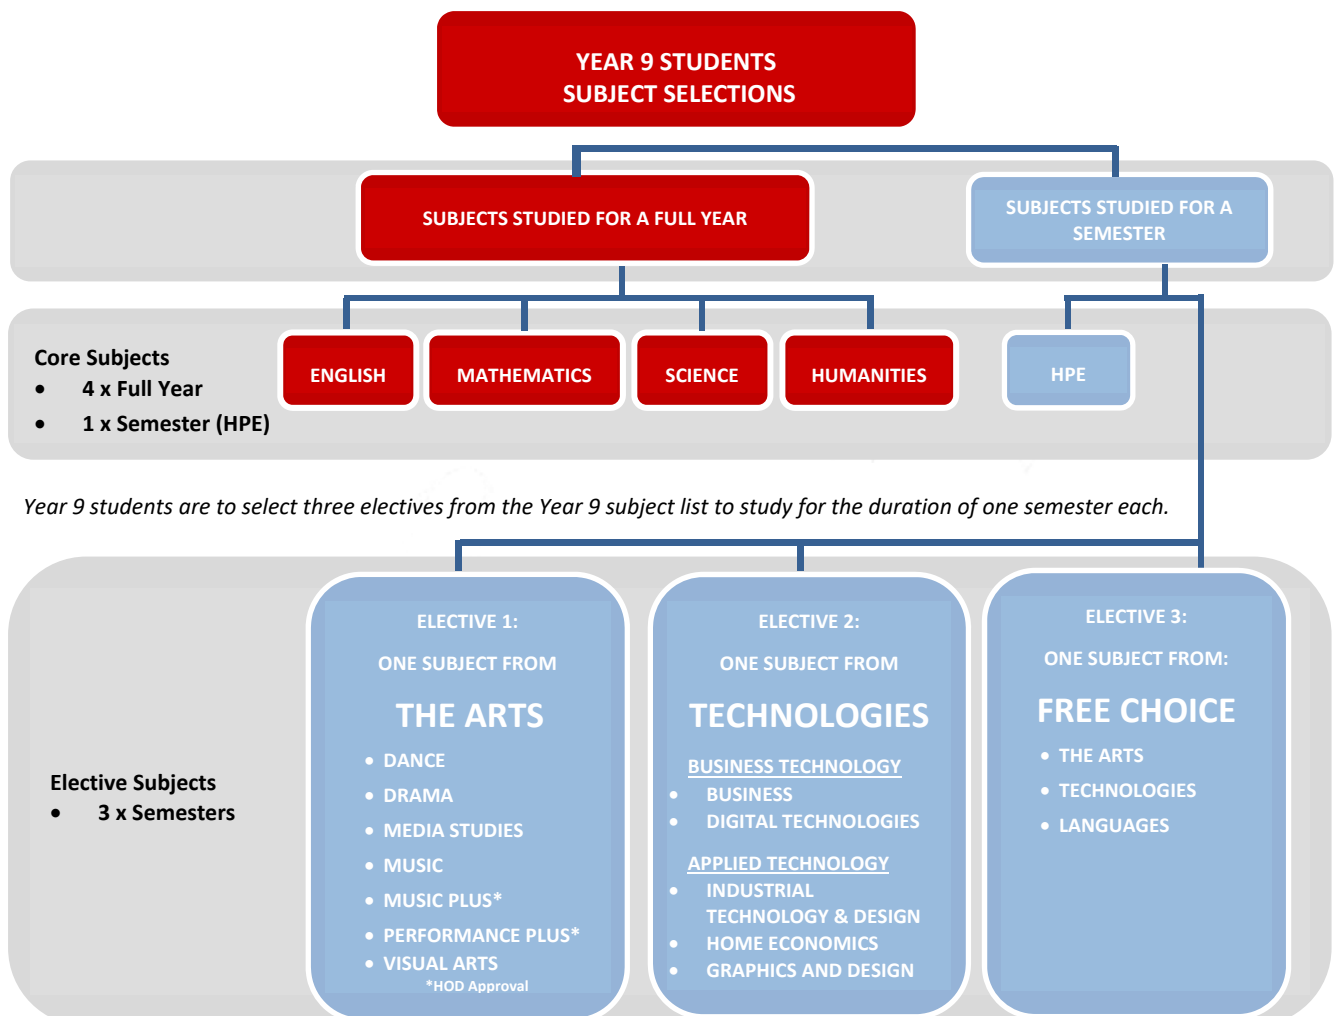 YEAR 9 STUDENTS
SUBJECT SELECTIONS
SUBJECTS STUDIED FOR A FULL YEAR
SUBJECTS STUDIED FOR A
SEMESTER
Core Subjects
• 4 x Full Year
• 1 x Semester (HPE)
ENGLISH
MATHEMATICS
SCIENCE
HUMANITIES
HPE
Year 9 students are to select three electives from the Year 9 subject list to study for the duration of one semester each.
Elective Subjects
• 3 x Semesters
ELECTIVE 1:
ONE SUBJECT FROM
THE ARTS
• DANCE
• DRAMA
• MEDIA STUDIES
• MUSIC
• MUSIC PLUS*
• PERFORMANCE PLUS*
• VISUAL ARTS
*HOD Approval
ELECTIVE 2:
ONE SUBJECT FROM
TECHNOLOGIES
BUSINESS TECHNOLOGY
• BUSINESS
• DIGITAL TECHNOLOGIES
APPLIED TECHNOLOGY
• INDUSTRIAL
TECHNOLOGY & DESIGN
• HOME ECONOMICS
• GRAPHICS AND DESIGN
ELECTIVE 3:
ONE SUBJECT FROM:
FREE CHOICE
• THE ARTS
• TECHNOLOGIES
• LANGUAGES